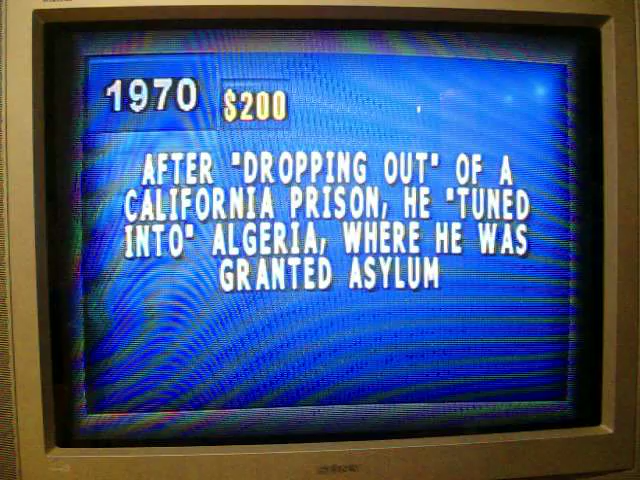 1970
$200
AFTER "DROPPING OUT" OF A
CALIFORNIA PRISON, HE "TUNED
INTO" ALGERIA, WHERE HE WAS
GRANTED ASYLUM